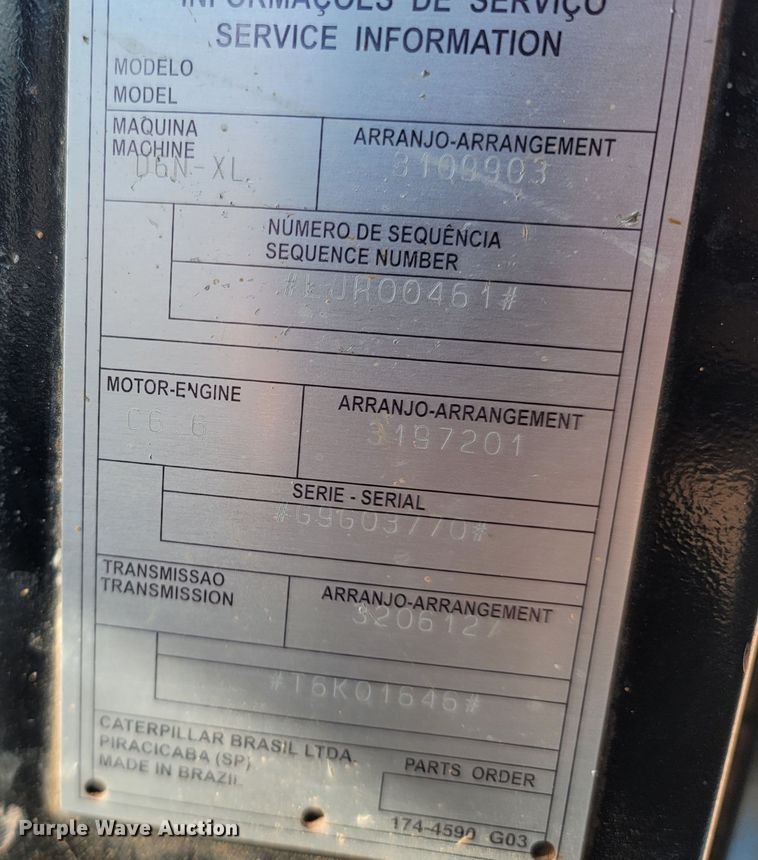 INFORMAÇÕES DE SERVIÇO
SERVICE INFORMATION
MODELO
MODEL
MAQUINA
MACHINE
D6N-XL
ARRANJO-ARRANGEMENT
3109903
NÚMERO DE SEQUÊNCIA
SEQUENCE NUMBER
#LJR00461#
MOTOR-ENGINE
C6.6
ARRANJO-ARRANGEMENT
3197201
SERIE - SERIAL
#G9G03770#
TRANSMISSAO
TRANSMISSION
ARRANJO-ARRANGEMENT
3206127
#T6K01646#
CATERPILLAR BRASIL LTDA.
PIRACICABA (SP)
MADE IN BRAZIL
PARTS ORDER
174-4590 G03
Purple Wave Auction